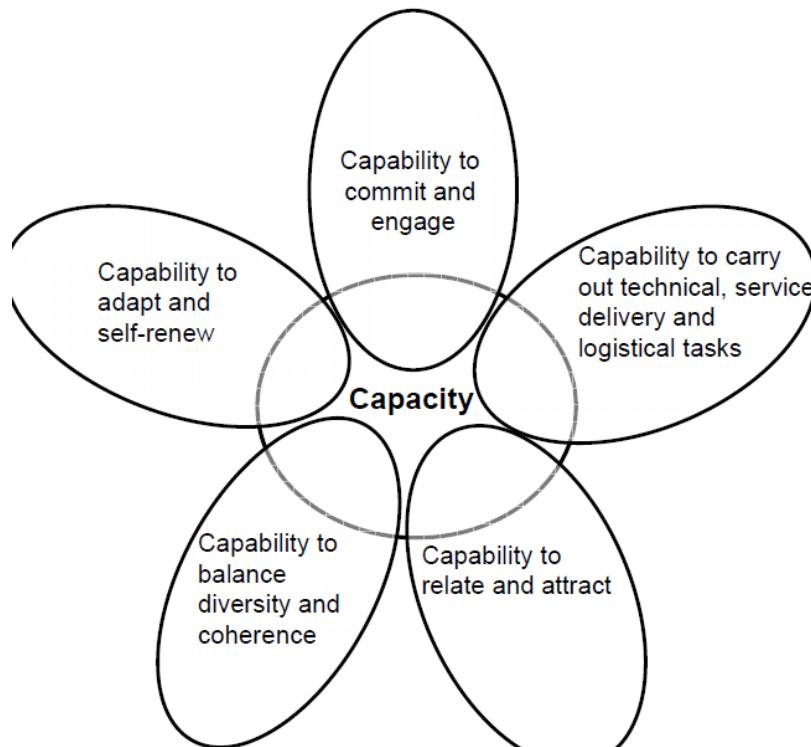 Capability to
commit and
engage
Capability to
adapt and
self-renew
Capability to carry
out technical, service
delivery and
logistical tasks
Capacity
Capability to
balance
diversity and
coherence
Capability to
relate and attract